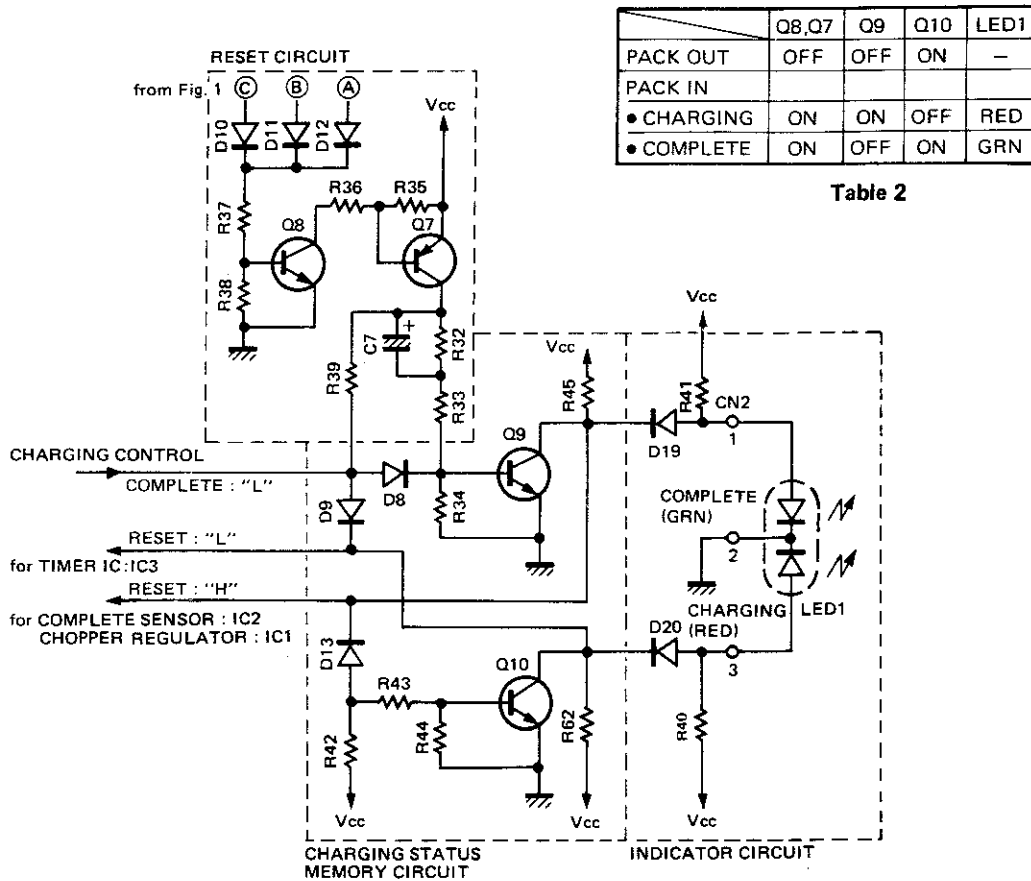 Q8,Q7 Q9 Q10 LED1
PACK OUT OFF OFF ON –
PACK IN
• CHARGING ON ON OFF RED
• COMPLETE ON OFF ON GRN
Table 2
RESET CIRCUIT
from Fig. 1 C B A
Vcc
D10 D11 D12
R36 R35
R37
Q8
Q7
R38
C7 +
R32
R39
R33
Vcc
R45
Vcc
R41
CN2
1
Q9
D19
CHARGING CONTROL
COMPLETE : "L"
D8
R34
D9
COMPLETE
(GRN)
2
RESET : "L"
for TIMER IC:IC3
RESET : "H"
for COMPLETE SENSOR : IC2
CHOPPER REGULATOR : IC1
CHARGING
(RED)
LED1
D20
3
D13
Q10
R43
R44
R42
R62
R40
Vcc
Vcc
Vcc
CHARGING STATUS
MEMORY CIRCUIT
INDICATOR CIRCUIT